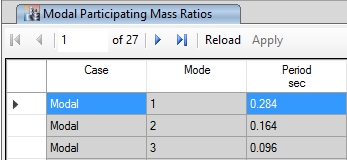 Modal Participating Mass Ratios
1 of 27 Reload Apply
Case Mode Period
sec
Modal 1 0.284
Modal 2 0.164
Modal 3 0.096